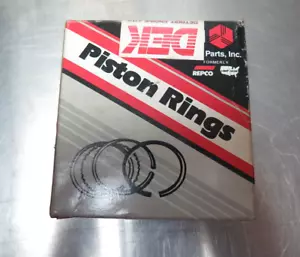 DEK
Parts, Inc.
FORMERLY
REPCO
Piston Rings